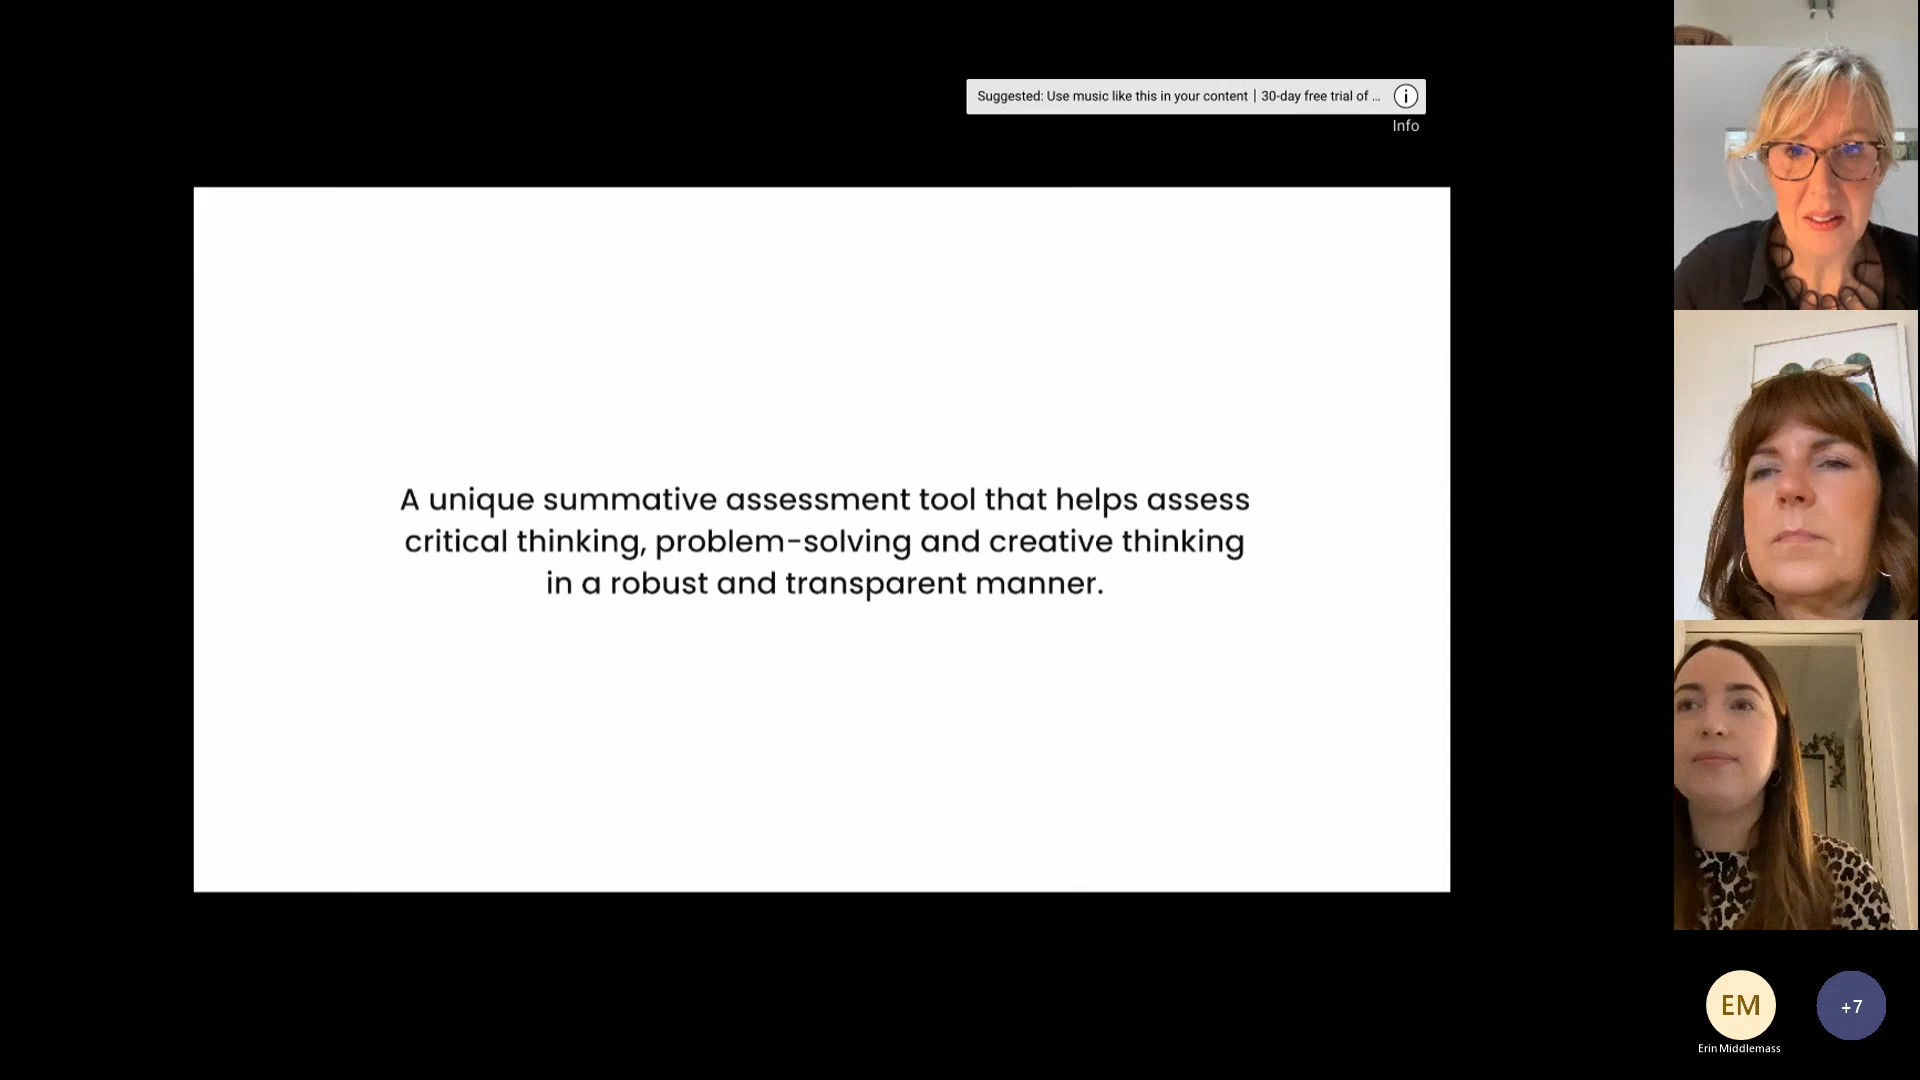 Suggested: Use music like this in your content | 30-day free trial of ...
Info
A unique summative assessment tool that helps assess
critical thinking, problem-solving and creative thinking
in a robust and transparent manner.
EM
+7
Erin Middlemass